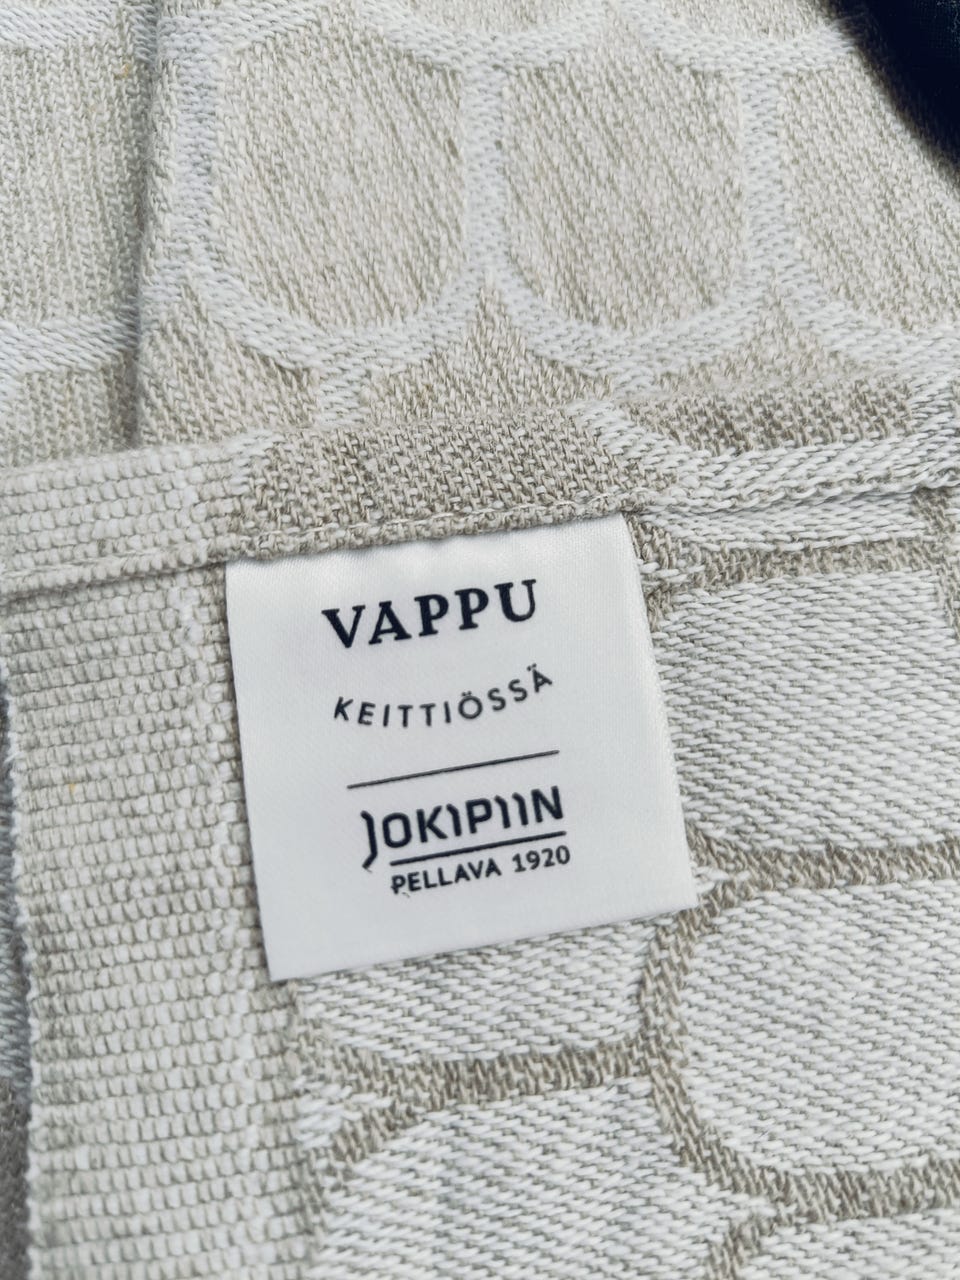 VAPPU
KEITTIÖSSÄ
JOKIPIIN
PELLAVA 1920